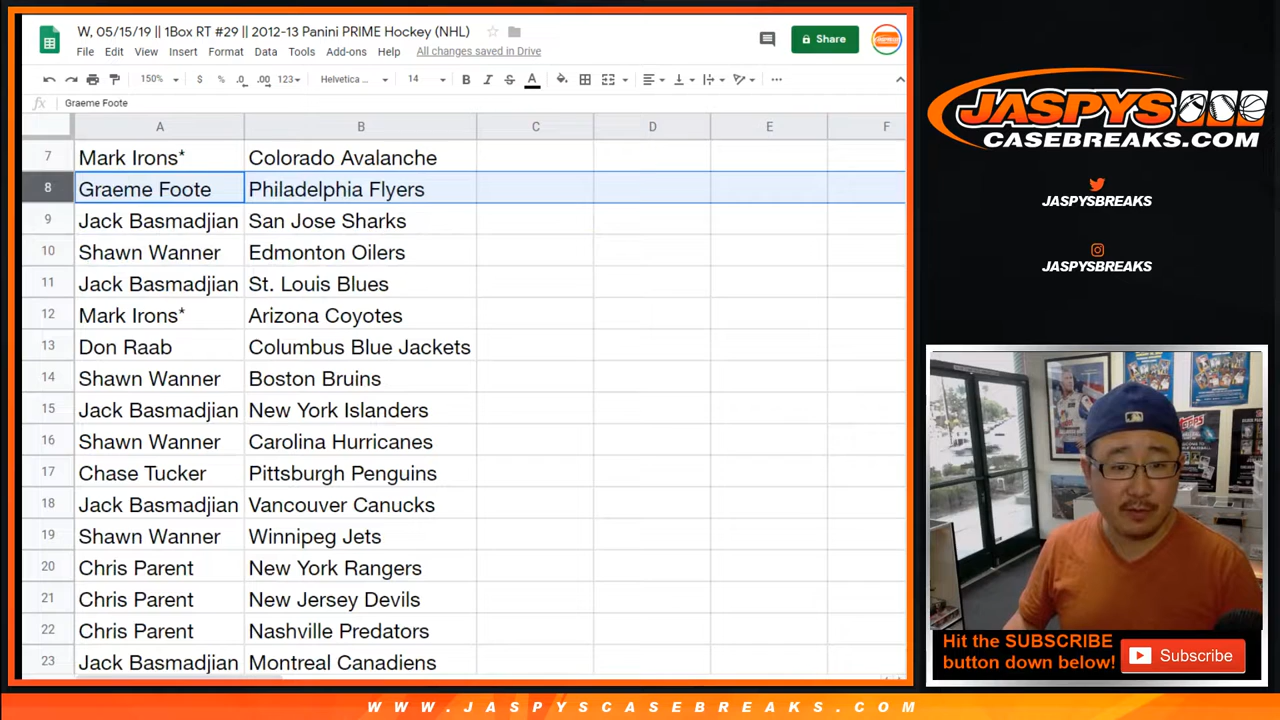 W, 05/15/19 || 1Box RT #29 || 2012-13 Panini PRIME Hockey (NHL)
File Edit View Insert Format Data Tools Add-ons Help All changes saved in Drive
Share
150% $ % .0 .00 123 Helvetica ... 14 B I S A
fx Graeme Foote
A B C D E F
7 Mark Irons* Colorado Avalanche
8 Graeme Foote Philadelphia Flyers
9 Jack Basmadjian San Jose Sharks
10 Shawn Wanner Edmonton Oilers
11 Jack Basmadjian St. Louis Blues
12 Mark Irons* Arizona Coyotes
13 Don Raab Columbus Blue Jackets
14 Shawn Wanner Boston Bruins
15 Jack Basmadjian New York Islanders
16 Shawn Wanner Carolina Hurricanes
17 Chase Tucker Pittsburgh Penguins
18 Jack Basmadjian Vancouver Canucks
19 Shawn Wanner Winnipeg Jets
20 Chris Parent New York Rangers
21 Chris Parent New Jersey Devils
22 Chris Parent Nashville Predators
23 Jack Basmadjian Montreal Canadiens
JASPYS
CASEBREAKS.COM
JASPYSBREAKS
JASPYSBREAKS
Topps
Hit the SUBSCRIBE
button down below!
Subscribe
WWW.JASPYSCASEBREAKS.COM